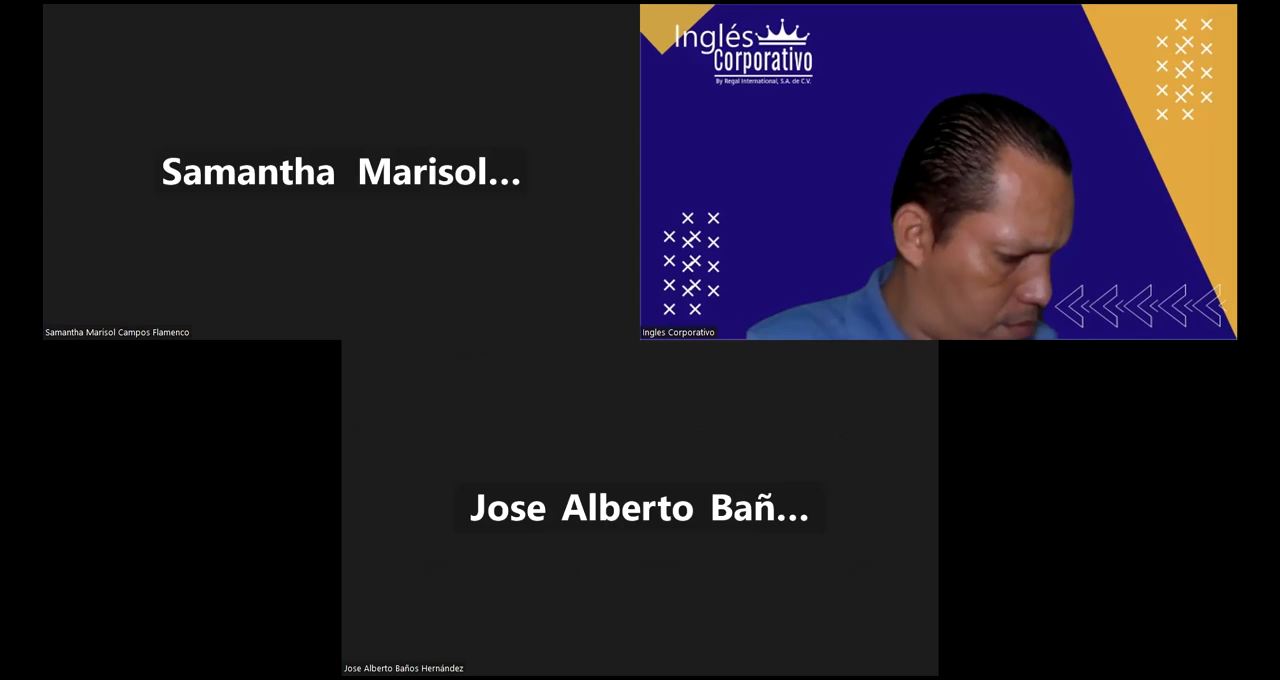 Samantha Marisol...
Samantha Marisol Campos Flamenco
Inglés
Corporativo
By Regal International, S.A. de C.V.
Ingles Corporativo
Jose Alberto Bañ...
Jose Alberto Baños Hernández